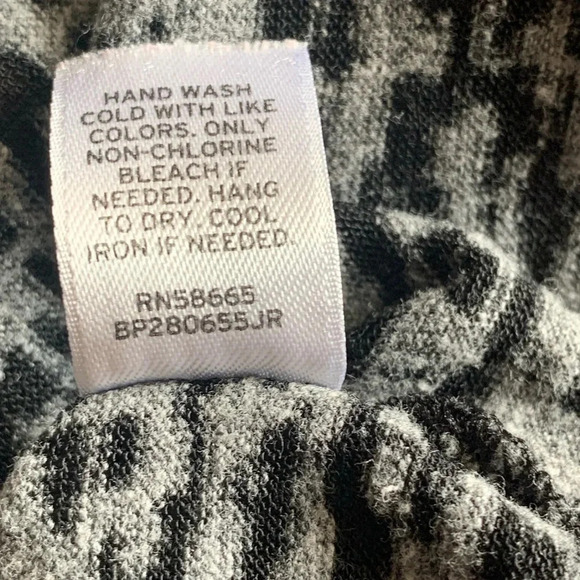 HAND WASH
COLD WITH LIKE
COLORS. ONLY
NON-CHLORINE
BLEACH IF
NEEDED. HANG
TO DRY. COOL
IRON IF NEEDED.
RN58665
BP280655JR